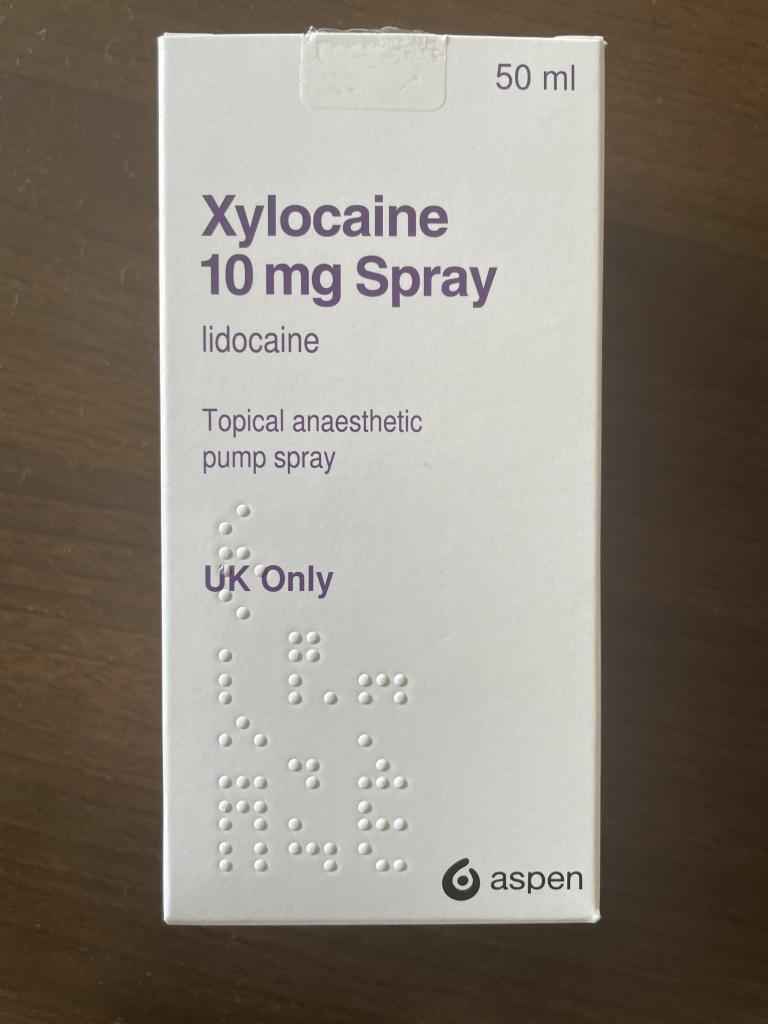 50 ml
Xylocaine
10 mg Spray
lidocaine
Topical anaesthetic
pump spray
UK Only
aspen